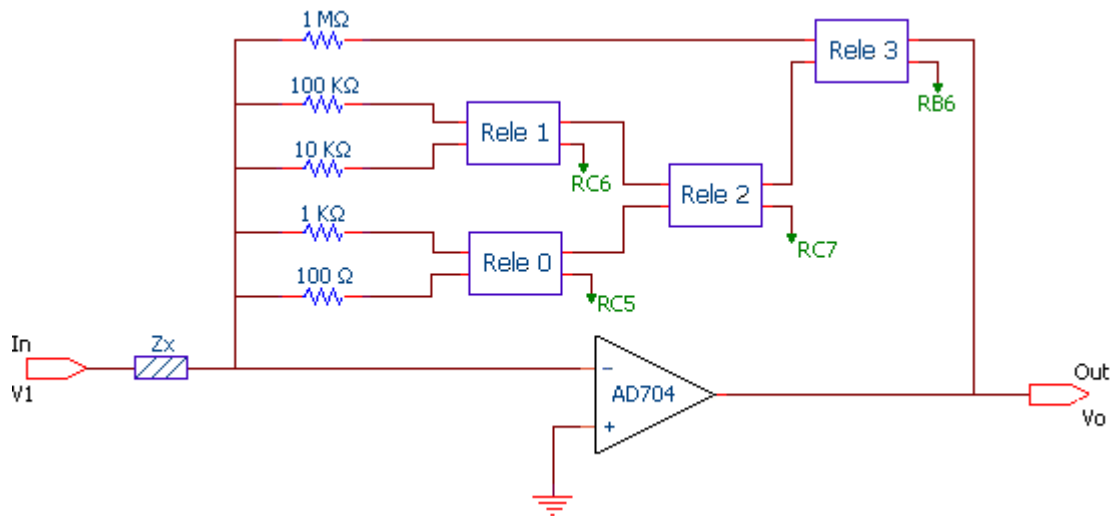 1 MΩ
Rele 3
100 KΩ
RB6
Rele 1
10 KΩ
RC6
Rele 2
1 KΩ
RC7
Rele 0
100 Ω
RC5
In
Zx
V1
−
AD704
+
Out
Vo